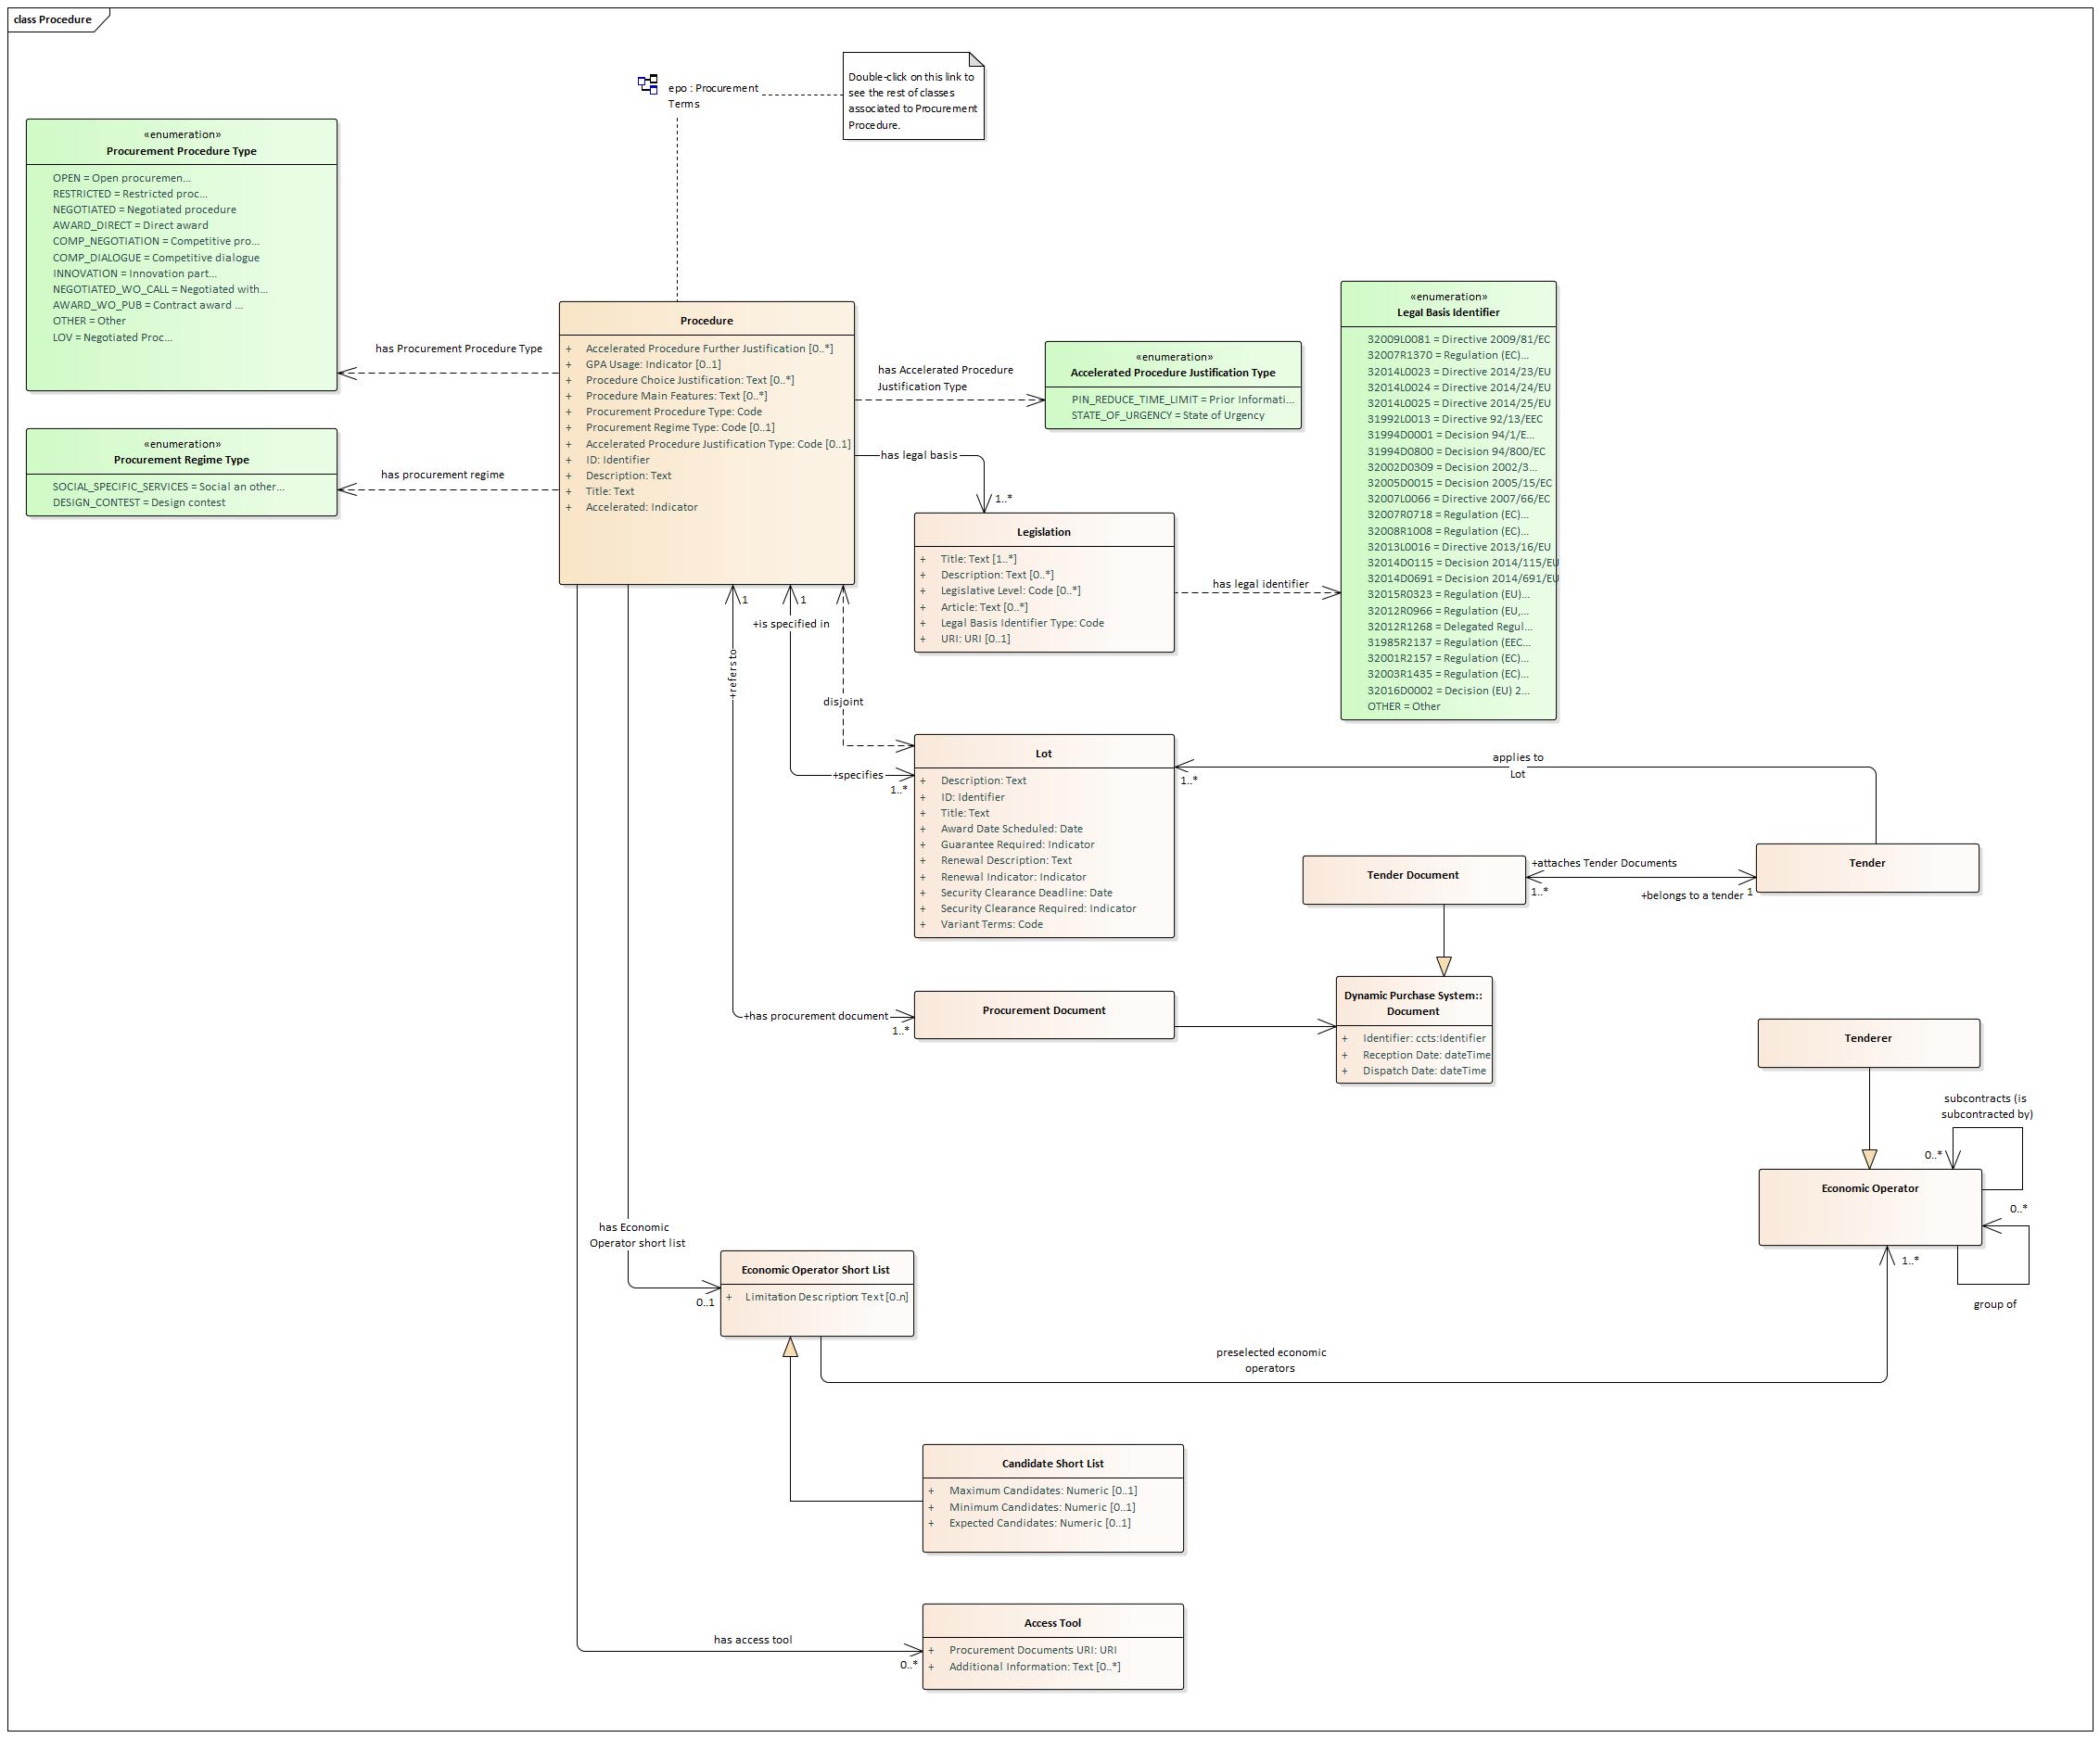 class Procedure
epo : Procurement
Terms
Double-click on this link to
see the rest of classes
associated to Procurement
Procedure.
«enumeration»
Procurement Procedure Type
OPEN = Open procuremen...
RESTRICTED = Restricted proc...
NEGOTIATED = Negotiated procedure
AWARD_DIRECT = Direct award
COMP_NEGOTIATION = Competitive pro...
COMP_DIALOGUE = Competitive dialogue
INNOVATION = Innovation part...
NEGOTIATED_WO_CALL = Negotiated with...
AWARD_WO_PUB = Contract award ...
OTHER = Other
LOV = Negotiated Proc...
has Procurement Procedure Type
«enumeration»
Procurement Regime Type
SOCIAL_SPECIFIC_SERVICES = Social an other...
DESIGN_CONTEST = Design contest
has procurement regime
Procedure
+ Accelerated Procedure Further Justification [0..*]
+ GPA Usage: Indicator [0..1]
+ Procedure Choice Justification: Text [0..*]
+ Procedure Main Features: Text [0..*]
+ Procurement Procedure Type: Code
+ Procurement Regime Type: Code [0..1]
+ Accelerated Procedure Justification Type: Code [0..1]
+ ID: Identifier
+ Description: Text
+ Title: Text
+ Accelerated: Indicator
has Accelerated Procedure
Justification Type
«enumeration»
Accelerated Procedure Justification Type
PIN_REDUCE_TIME_LIMIT = Prior Informati...
STATE_OF_URGENCY = State of Urgency
«enumeration»
Legal Basis Identifier
32009L0081 = Directive 2009/81/EC
32007R1370 = Regulation (EC)...
32014L0023 = Directive 2014/23/EU
32014L0024 = Directive 2014/24/EU
32014L0025 = Directive 2014/25/EU
31992L0013 = Directive 92/13/EEC
31994D0001 = Decision 94/1/E...
31994D0800 = Decision 94/800/EC
32002D0309 = Decision 2002/3...
32005D0015 = Decision 2005/15/EC
32007L0066 = Directive 2007/66/EC
32007R0718 = Regulation (EC)...
32008R1008 = Regulation (EC)...
32013L0016 = Directive 2013/16/EU
32014D0115 = Decision 2014/115/EU
32014D0691 = Decision 2014/691/EU
32015R0323 = Regulation (EU)...
32012R0966 = Regulation (EU,...
32012R1268 = Delegated Regul...
31985R2137 = Regulation (EEC...
32001R2157 = Regulation (EC)...
32003R1435 = Regulation (EC)...
32016D0002 = Decision (EU) 2...
OTHER = Other
has legal basis
1..*
Legislation
+ Title: Text [1..*]
+ Description: Text [0..*]
+ Legislative Level: Code [0..*]
+ Article: Text [0..*]
+ Legal Basis Identifier Type: Code
+ URI: URI [0..1]
has legal identifier
1
1
+is specified in
+refers to
disjoint
+specifies
1..*
Lot
+ Description: Text
+ ID: Identifier
+ Title: Text
+ Award Date Scheduled: Date
+ Guarantee Required: Indicator
+ Renewal Description: Text
+ Renewal Indicator: Indicator
+ Security Clearance Deadline: Date
+ Security Clearance Required: Indicator
+ Variant Terms: Code
applies to
Lot
1..*
Tender Document
+attaches Tender Documents
1..*
+belongs to a tender
1
Tender
+has procurement document
1..*
Procurement Document
Dynamic Purchase System::
Document
+ Identifier: ccts:Identifier
+ Reception Date: dateTime
+ Dispatch Date: dateTime
Tenderer
subcontracts (is
subcontracted by)
0..*
Economic Operator
0..*
1..*
group of
has Economic
Operator short list
0..1
Economic Operator Short List
+ Limitation Description: Text [0..n]
preselected economic
operators
Candidate Short List
+ Maximum Candidates: Numeric [0..1]
+ Minimum Candidates: Numeric [0..1]
+ Expected Candidates: Numeric [0..1]
has access tool
0..*
Access Tool
+ Procurement Documents URI: URI
+ Additional Information: Text [0..*]